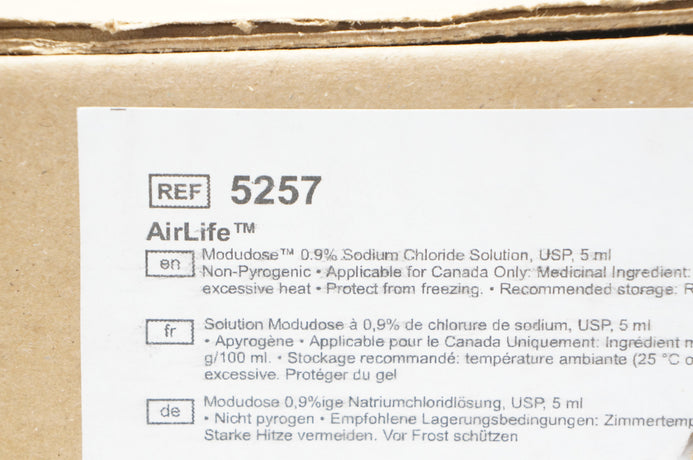 REF 5257
AirLife™
en Modudose™ 0.9% Sodium Chloride Solution, USP, 5 ml
Non-Pyrogenic • Applicable for Canada Only: Medicinal Ingredient:
excessive heat • Protect from freezing. • Recommended storage: R
fr Solution Modudose à 0,9% de chlorure de sodium, USP, 5 ml
• Apyrogène • Applicable pour le Canada Uniquement: Ingrédient m
g/100 ml. • Stockage recommandé: température ambiante (25 °C o
excessive. Protéger du gel
de Modudose 0,9%ige Natriumchloridlösung, USP, 5 ml
• Nicht pyrogen • Empfohlene Lagerungsbedingungen: Zimmertemp
Starke Hitze vermeiden. Vor Frost schützen